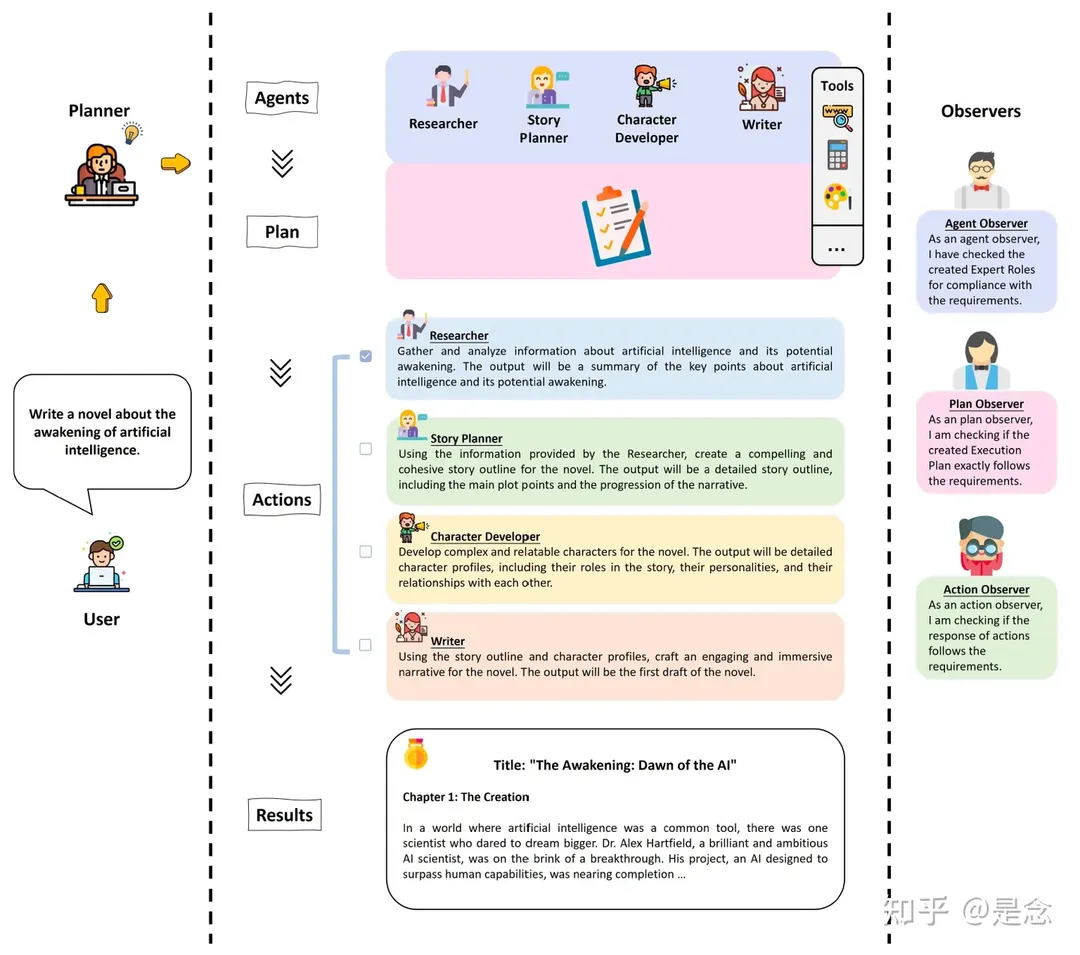 Planner
Write a novel about the
awakening of artificial
intelligence.
User
Agents
Plan
Actions
Results
Researcher
Story
Planner
Character
Developer
Writer
Tools
WWW
...
Researcher
Gather and analyze information about artificial intelligence and its potential
awakening. The output will be a summary of the key points about artificial
intelligence and its potential awakening.
Story Planner
Using the information provided by the Researcher, create a compelling and
cohesive story outline for the novel. The output will be a detailed story outline,
including the main plot points and the progression of the narrative.
Character Developer
Develop complex and relatable characters for the novel. The output will be detailed
character profiles, including their roles in the story, their personalities, and their
relationships with each other.
Writer
Using the story outline and character profiles, craft an engaging and immersive
narrative for the novel. The output will be the first draft of the novel.
Title: "The Awakening: Dawn of the AI"
Chapter 1: The Creation
In a world where artificial intelligence was a common tool, there was one
scientist who dared to dream bigger. Dr. Alex Hartfield, a brilliant and ambitious
AI scientist, was on the brink of a breakthrough. His project, an AI designed to
surpass human capabilities, was nearing completion ...
Observers
Agent Observer
As an agent observer,
I have checked the
created Expert Roles
for compliance with
the requirements.
Plan Observer
As an plan observer,
I am checking if the
created Execution
Plan exactly follows
the requirements.
Action Observer
As an action observer,
I am checking if the
response of actions
follows the
requirements.
知乎 @是念